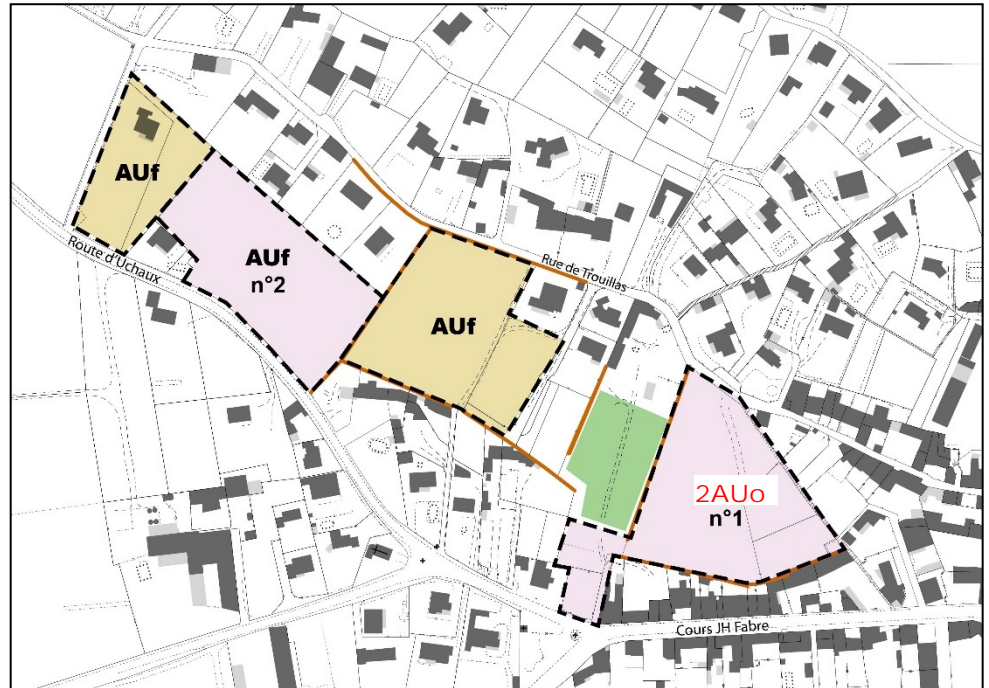 AUf
Route d'Uchaux
AUf
n°2
Rue de Trouillas
AUf
2AUo
n°1
Cours JH Fabre